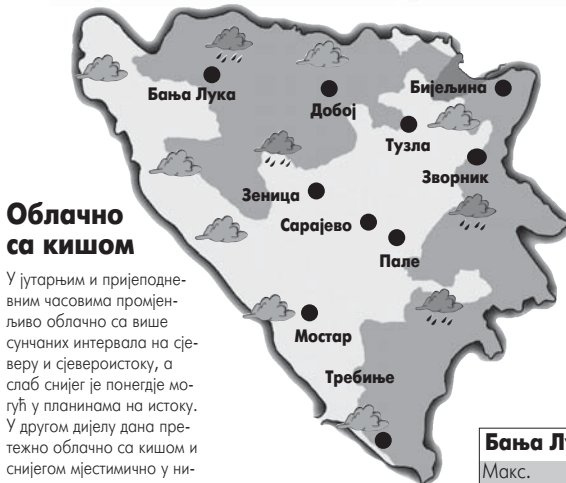 Бања Лука
Добој
Бијељина
Тузла
Зворник
Зеница
Сарајево
Пале
Мостар
Требиње
Облачно
са кишом
У јутарњим и пријеподне-
вним часовима промјен-
љиво облачно са више
сунчаних интервала на сје-
веру и сјевероистоку, а
слаб снијег је понегдје мо-
гућ у планинама на истоку.
У другом дијелу дана пре-
тежно облачно са кишом и
снијегом мјестимично у ни-
Бања
Макс.